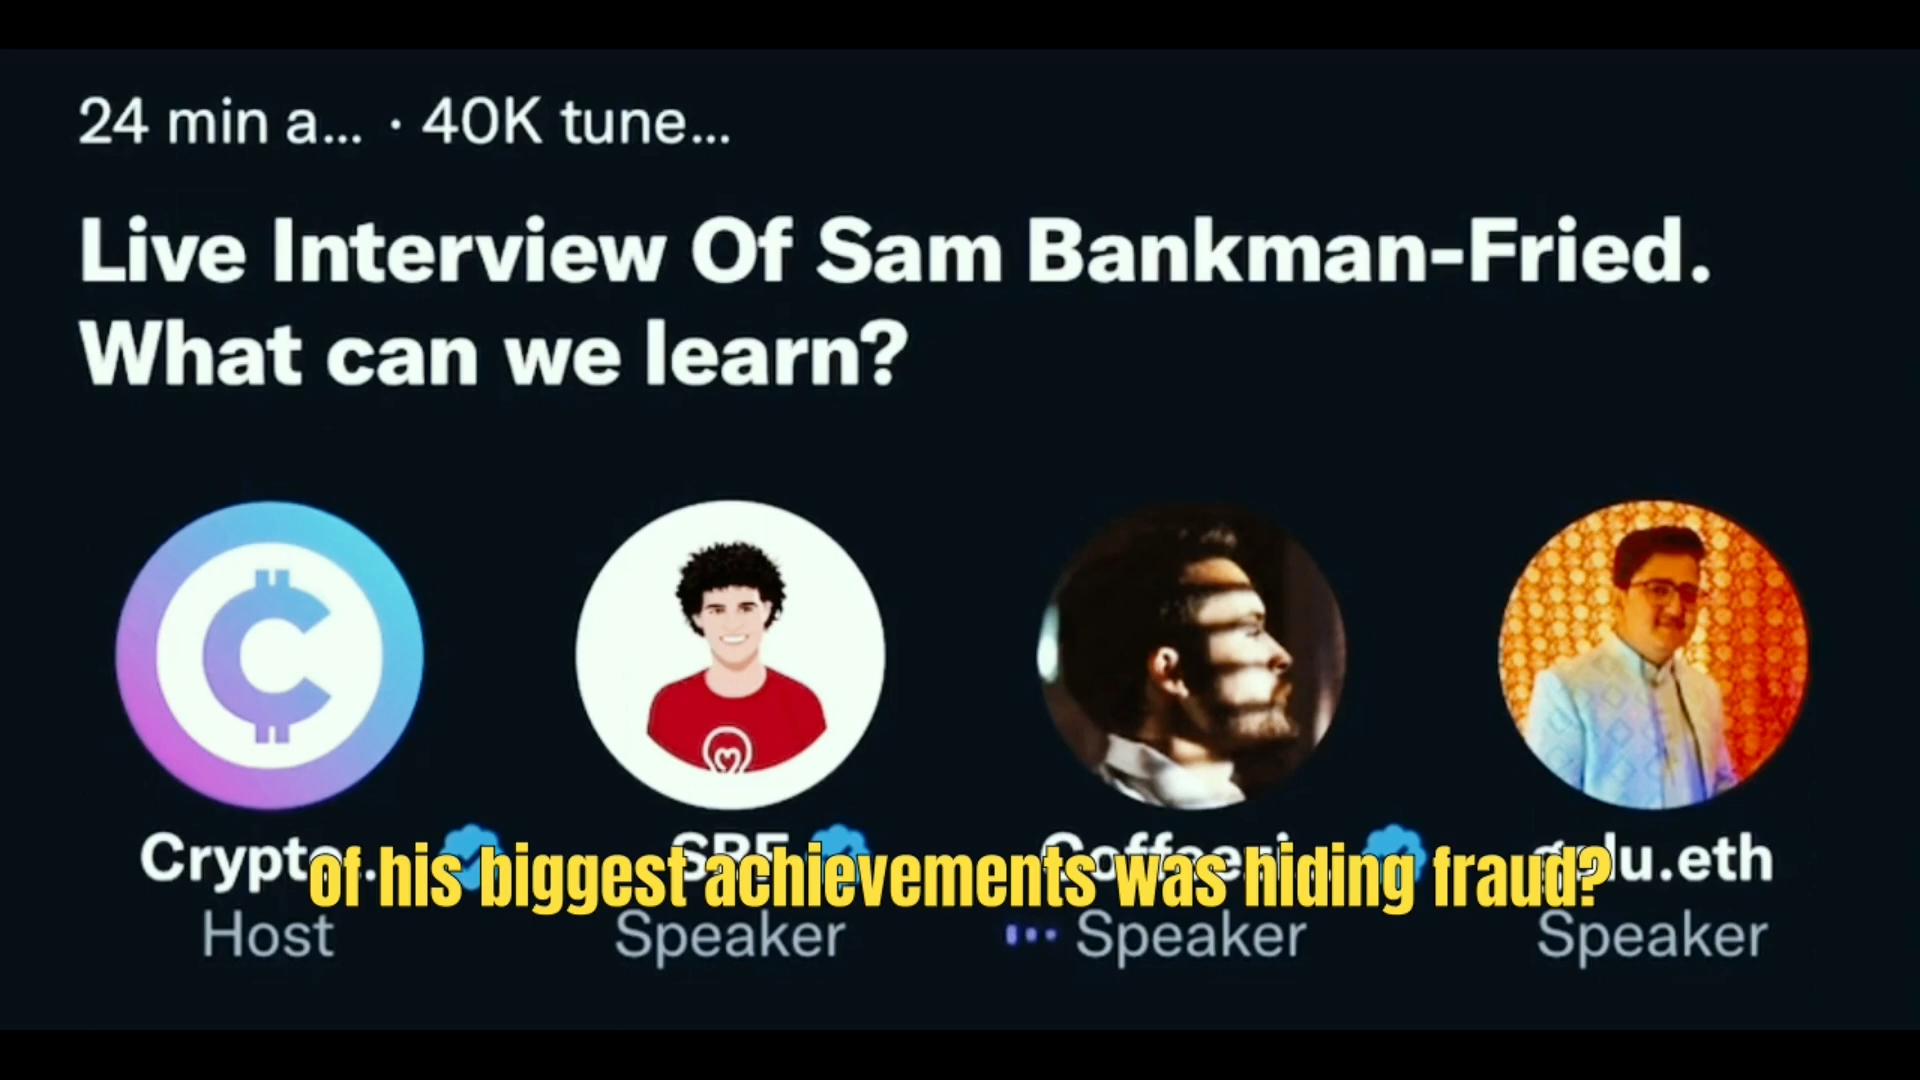 24 min a... · 40K tune...
Live Interview Of Sam Bankman-Fried.
What can we learn?
of his biggest achievements was hiding fraud?
Host Speaker Speaker Speaker